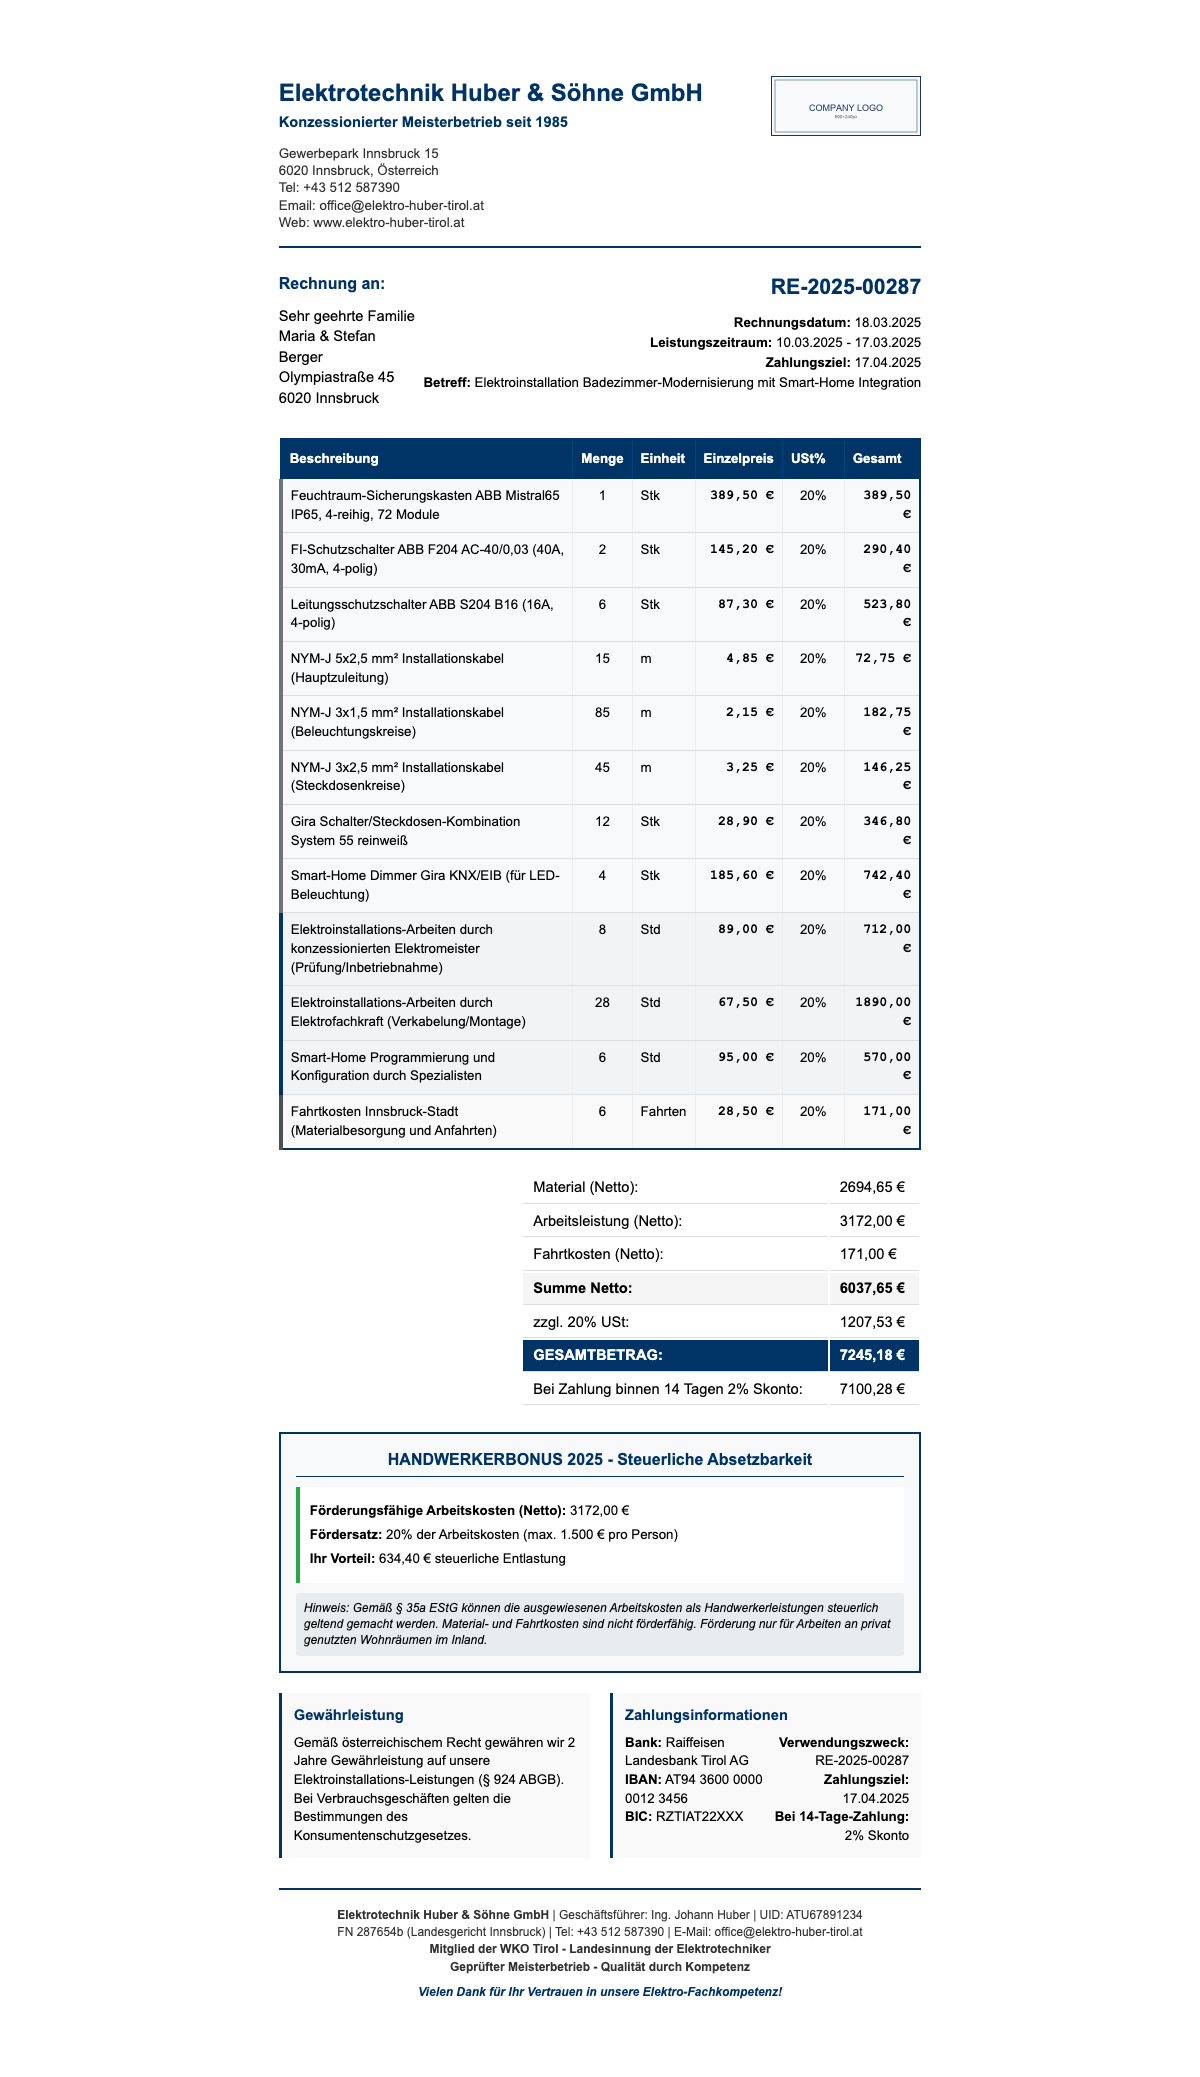 Elektrotechnik Huber & Söhne GmbH
Konzessionierter Meisterbetrieb seit 1985
COMPANY LOGO
600×240px
Gewerbepark Innsbruck 15
6020 Innsbruck, Österreich
Tel: +43 512 587390
Email: office@elektro-huber-tirol.at
Web: www.elektro-huber-tirol.at
Rechnung an:
Sehr geehrte Familie
Maria & Stefan
Berger
Olympiastraße 45
6020 Innsbruck
RE-2025-00287
Rechnungsdatum: 18.03.2025
Leistungszeitraum: 10.03.2025 - 17.03.2025
Zahlungsziel: 17.04.2025
Betreff: Elektroinstallation Badezimmer-Modernisierung mit Smart-Home Integration
Beschreibung Menge Einheit Einzelpreis USt% Gesamt
Feuchtraum-Sicherungskasten ABB Mistral65 1 Stk 389,50 € 20% 389,50
IP65, 4-reihig, 72 Module €
FI-Schutzschalter ABB F204 AC-40/0,03 (40A, 2 Stk 145,20 € 20% 290,40
30mA, 4-polig) €
Leitungsschutzschalter ABB S204 B16 (16A, 6 Stk 87,30 € 20% 523,80
4-polig) €
NYM-J 5x2,5 mm² Installationskabel 15 m 4,85 € 20% 72,75 €
(Hauptzuleitung)
NYM-J 3x1,5 mm² Installationskabel 85 m 2,15 € 20% 182,75
(Beleuchtungskreise) €
NYM-J 3x2,5 mm² Installationskabel 45 m 3,25 € 20% 146,25
(Steckdosenkreise) €
Gira Schalter/Steckdosen-Kombination 12 Stk 28,90 € 20% 346,80
System 55 reinweiß €
Smart-Home Dimmer Gira KNX/EIB (für LED- 4 Stk 185,60 € 20% 742,40
Beleuchtung) €
Elektroinstallations-Arbeiten durch 8 Std 89,00 € 20% 712,00
konzessionierten Elektromeister €
(Prüfung/Inbetriebnahme)
Elektroinstallations-Arbeiten durch 28 Std 67,50 € 20% 1890,00
Elektrofachkraft (Verkabelung/Montage) €
Smart-Home Programmierung und 6 Std 95,00 € 20% 570,00
Konfiguration durch Spezialisten €
Fahrtkosten Innsbruck-Stadt 6 Fahrten 28,50 € 20% 171,00
(Materialbesorgung und Anfahrten) €
Material (Netto): 2694,65 €
Arbeitsleistung (Netto): 3172,00 €
Fahrtkosten (Netto): 171,00 €
Summe Netto: 6037,65 €
zzgl. 20% USt: 1207,53 €
GESAMTBETRAG: 7245,18 €
Bei Zahlung binnen 14 Tagen 2% Skonto: 7100,28 €
HANDWERKERBONUS 2025 - Steuerliche Absetzbarkeit
Förderungsfähige Arbeitskosten (Netto): 3172,00 €
Fördersatz: 20% der Arbeitskosten (max. 1.500 € pro Person)
Ihr Vorteil: 634,40 € steuerliche Entlastung
Hinweis: Gemäß § 35a EStG können die ausgewiesenen Arbeitskosten als Handwerkerleistungen steuerlich
geltend gemacht werden. Material- und Fahrtkosten sind nicht förderfähig. Förderung nur für Arbeiten an privat
genutzten Wohnräumen im Inland.
Gewährleistung
Gemäß österreichischem Recht gewähren wir 2
Jahre Gewährleistung auf unsere
Elektroinstallations-Leistungen (§ 924 ABGB).
Bei Verbrauchsgeschäften gelten die
Bestimmungen des
Konsumentenschutzgesetzes.
Zahlungsinformationen
Bank: Raiffeisen
Landesbank Tirol AG
IBAN: AT94 3600 0000
0012 3456
BIC: RZTIAT22XXX
Verwendungszweck:
RE-2025-00287
Zahlungsziel:
17.04.2025
Bei 14-Tage-Zahlung:
2% Skonto
Elektrotechnik Huber & Söhne GmbH | Geschäftsführer: Ing. Johann Huber | UID: ATU67891234
FN 287654b (Landesgericht Innsbruck) | Tel: +43 512 587390 | E-Mail: office@elektro-huber-tirol.at
Mitglied der WKO Tirol - Landesinnung der Elektrotechniker
Geprüfter Meisterbetrieb - Qualität durch Kompetenz
Vielen Dank für Ihr Vertrauen in unsere Elektro-Fachkompetenz!